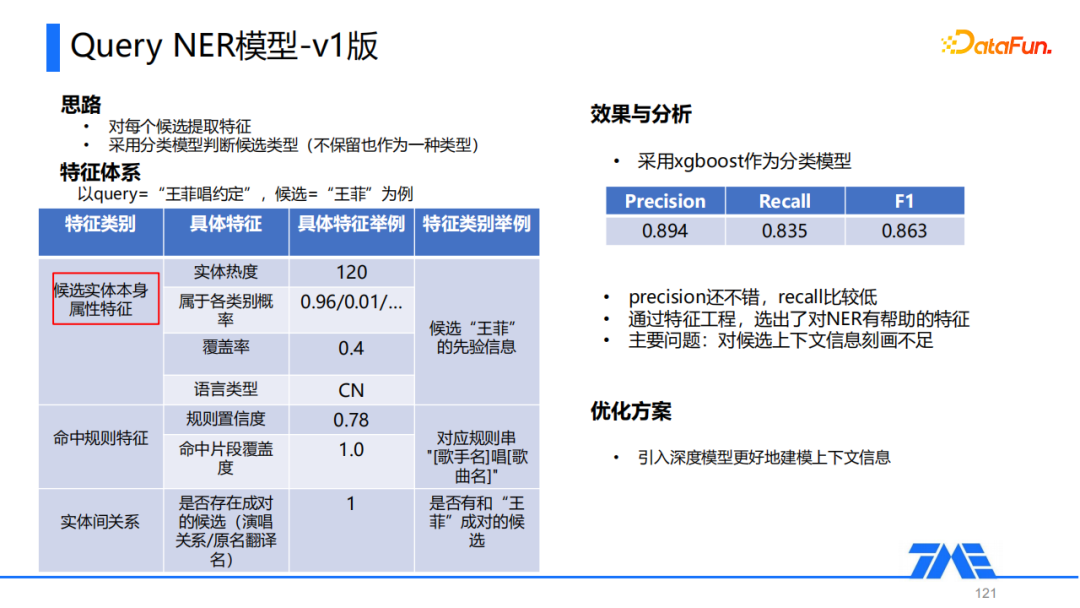 Query NER模型-v1版
DataFun.
思路
• 对每个候选提取特征
• 采用分类模型判断候选类型（不保留也作为一种类型）
特征体系
以query=“王菲唱约定”，候选=“王菲”为例
特征类别 具体特征 具体特征举例 特征类别举例
候选实体本身
属性特征
实体热度 120
属于各类别概
率
0.96/0.01/...
覆盖率 0.4
语言类型 CN
候选“王菲”
的先验信息
命中规则特征
规则置信度 0.78
命中片段覆盖
度
1.0
对应规则串
"[歌手名]唱[歌
曲名]"
实体间关系
是否存在成对
的候选（演唱
关系/原名翻译
名）
1
是否有和“王
菲”成对的候
选
效果与分析
• 采用xgboost作为分类模型
Precision Recall F1
0.894 0.835 0.863
• precision还不错，recall比较低
• 通过特征工程，选出了对NER有帮助的特征
• 主要问题：对候选上下文信息刻画不足
优化方案
• 引入深度模型更好地建模上下文信息
TME
121